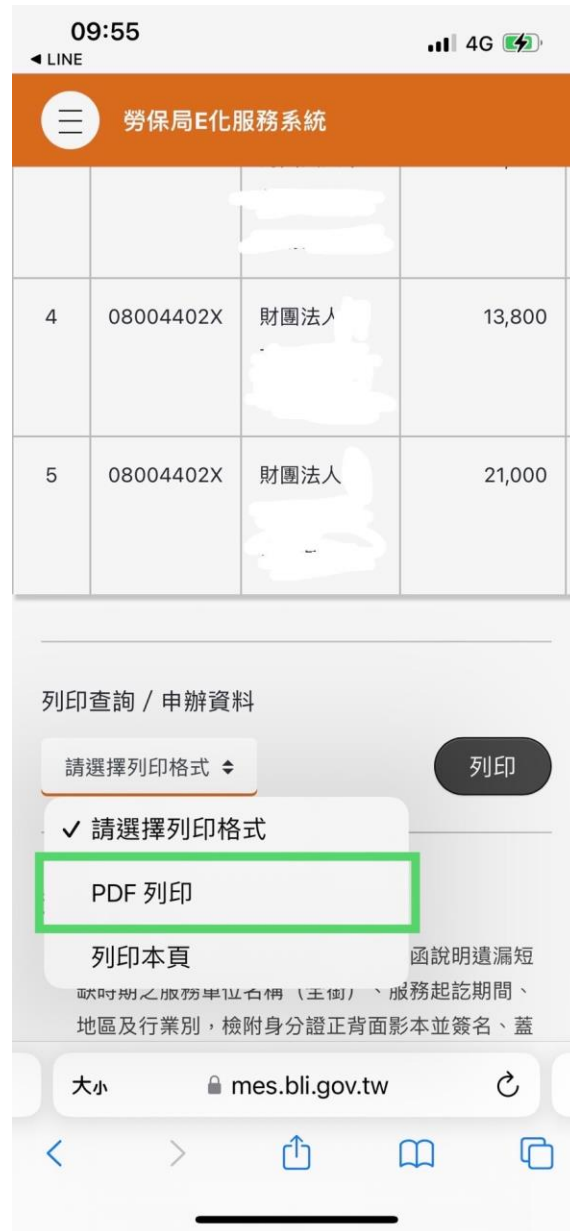 09:55
4G
◀ LINE
勞保局E化服務系統
4 08004402X 財團法人 13,800
5 08004402X 財團法人 21,000
列印查詢 / 申辦資料
請選擇列印格式
列印
✓ 請選擇列印格式
PDF 列印
列印本頁
函說明遺漏短
缺時期之服務單位名稱（全銜）、服務起訖期間、
地區及行業別，檢附身分證正背面影本並簽名、蓋
大小 mes.bli.gov.tw